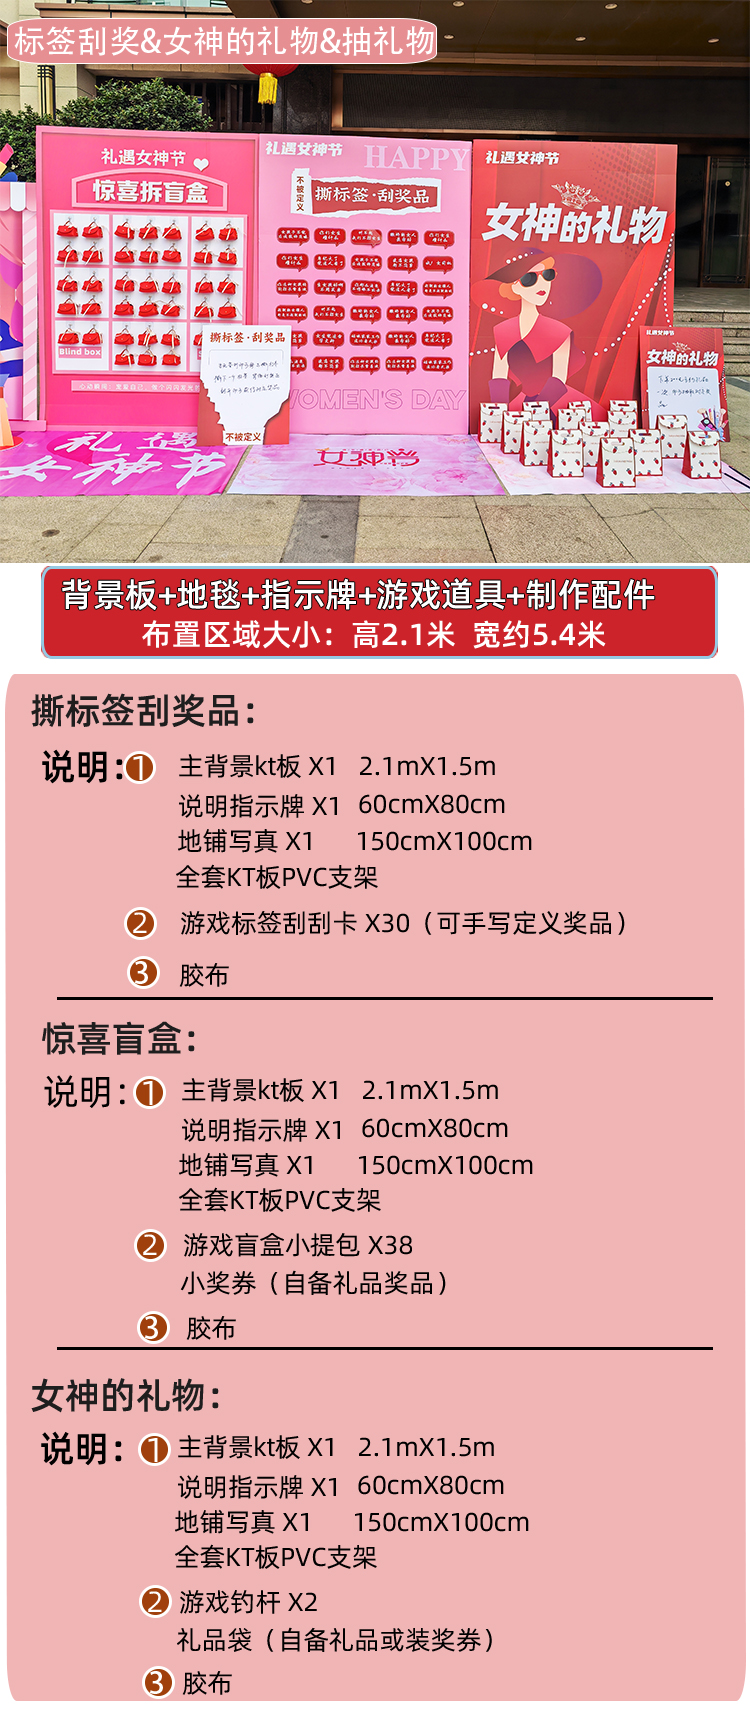 标签刮奖&女神的礼物&抽礼物
礼遇女神节
惊喜拆盲盒
Blind box
礼遇女神节
HAPPY
不被定义
撕标签·刮奖品
WOMEN'S DAY
礼遇女神节
女神的礼物
撕标签·刮奖品
不被定义
礼遇女神节
女神的礼物
礼遇
女神节
女神节
背景板+地毯+指示牌+游戏道具+制作配件
布置区域大小：高2.1米 宽约5.4米
撕标签刮奖品：
说明：1 主背景kt板 X1 2.1mX1.5m
说明指示牌 X1 60cmX80cm
地铺写真 X1 150cmX100cm
全套KT板PVC支架
2 游戏标签刮刮卡 X30（可手写定义奖品）
3 胶布
惊喜盲盒：
说明：1 主背景kt板 X1 2.1mX1.5m
说明指示牌 X1 60cmX80cm
地铺写真 X1 150cmX100cm
全套KT板PVC支架
2 游戏盲盒小提包 X38
小奖券（自备礼品奖品）
3 胶布
女神的礼物：
说明：1 主背景kt板 X1 2.1mX1.5m
说明指示牌 X1 60cmX80cm
地铺写真 X1 150cmX100cm
全套KT板PVC支架
2 游戏钓杆 X2
礼品袋（自备礼品或装奖券）
3 胶布